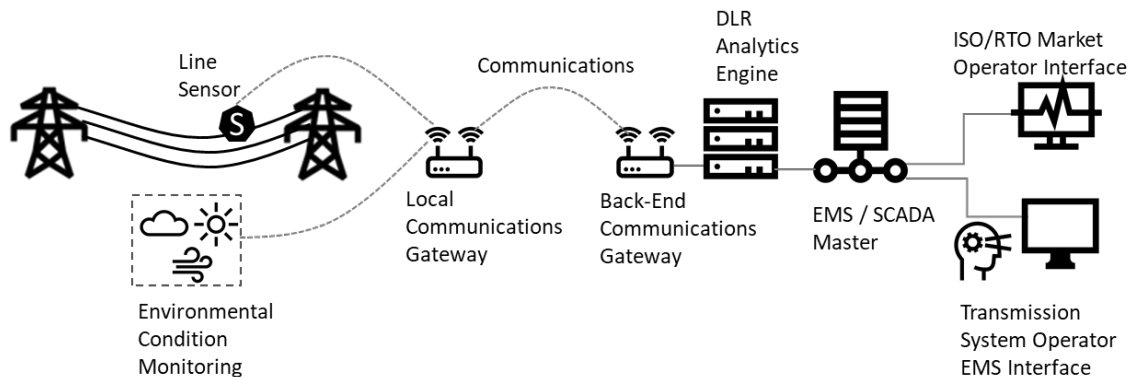 Line
Sensor
S
Environmental
Condition
Monitoring
Communications
Local
Communications
Gateway
Back-End
Communications
Gateway
DLR
Analytics
Engine
EMS / SCADA
Master
ISO/RTO Market
Operator Interface
Transmission
System Operator
EMS Interface